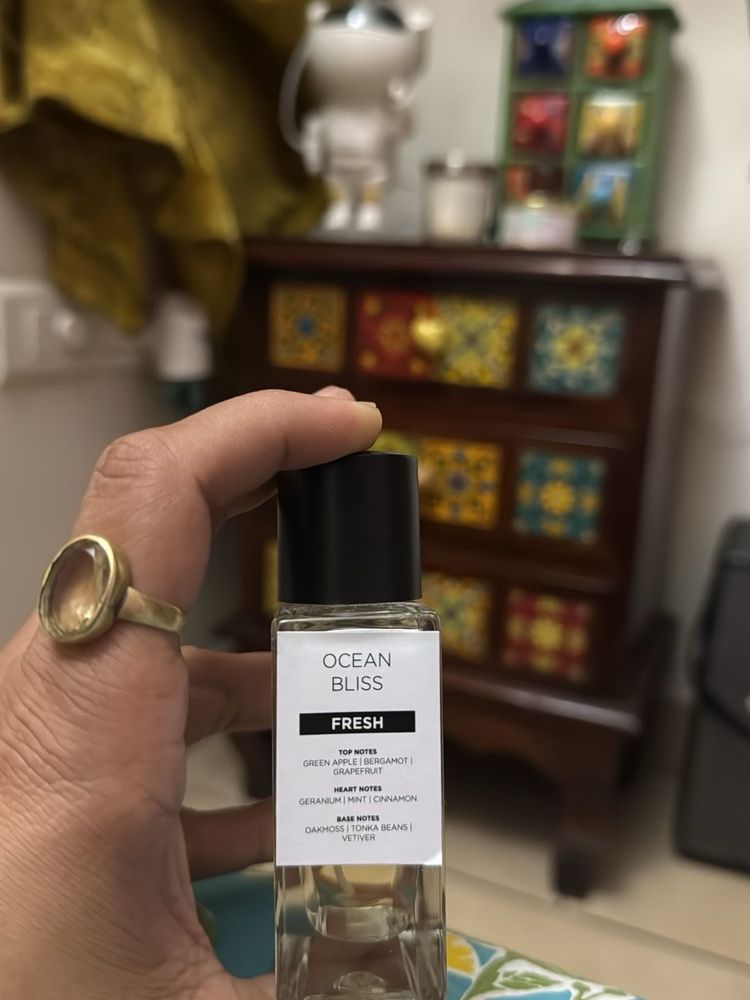 OCEAN
BLISS
FRESH
TOP NOTES
GREEN APPLE | BERGAMOT |
GRAPEFRUIT
HEART NOTES
GERANIUM | MINT | CINNAMON
BASE NOTES
OAKMOSS | TONKA BEANS |
VETIVER